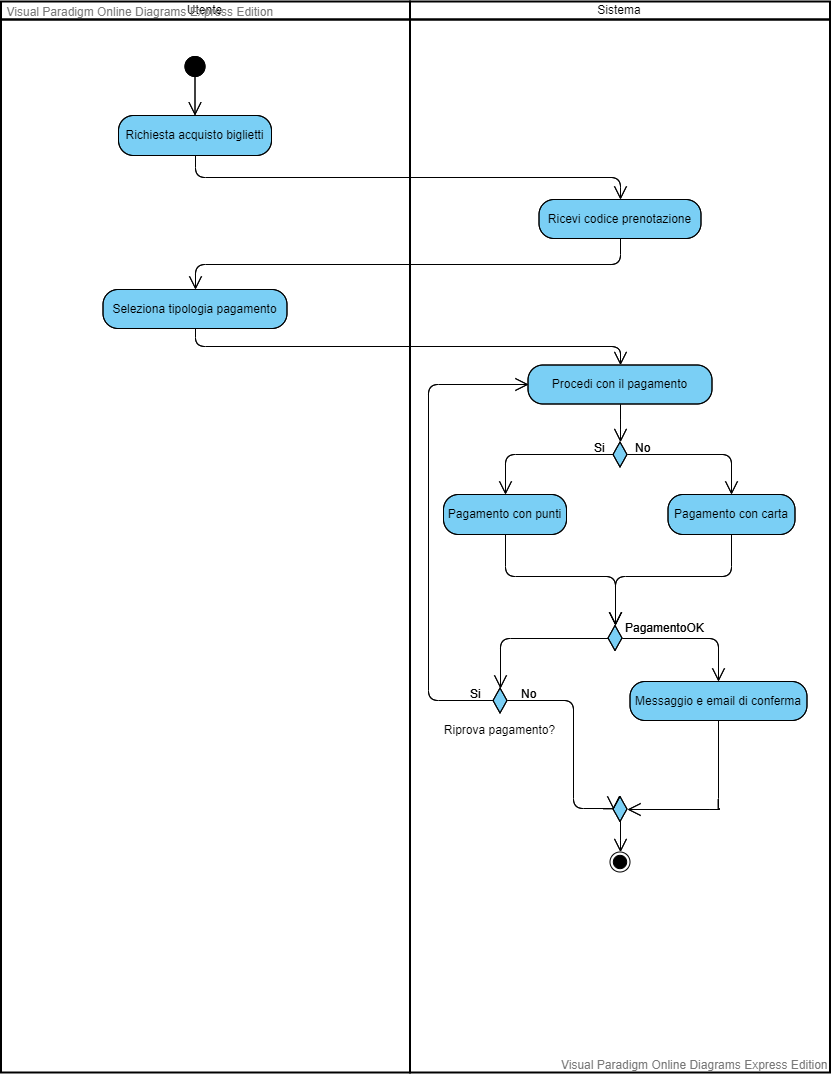 Visual Paradigm Online Diagrams Express Edition
Utente
Sistema
Richiesta acquisto biglietti
Ricevi codice prenotazione
Seleziona tipologia pagamento
Procedi con il pagamento
Si
No
Pagamento con punti
Pagamento con carta
PagamentoOK
Si
No
Messaggio e email di conferma
Riprova pagamento?
Visual Paradigm Online Diagrams Express Edition